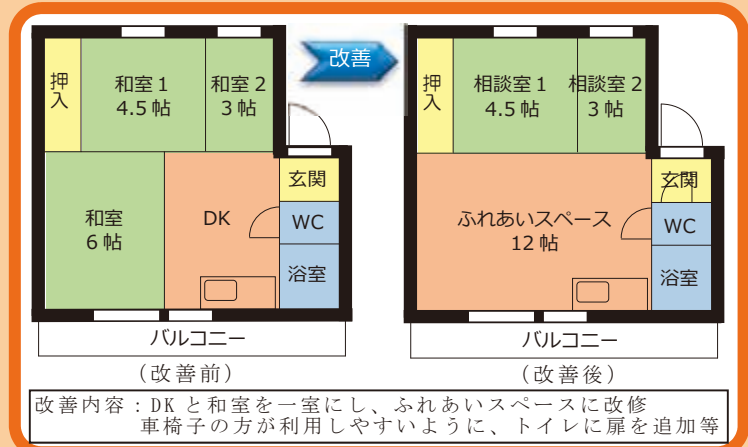 改善
押入
和室 1
4.5 帖
和室 2
3 帖
和室
6 帖
DK
玄関
WC
浴室
バルコニー
(改善前)
押入
相談室 1
4.5 帖
相談室 2
3 帖
ふれあいスペース
12 帖
玄関
WC
浴室
バルコニー
(改善後)
改善内容：DK と和室を一室にし、ふれあいスペースに改修
車椅子の方が利用しやすいように、トイレに扉を追加等